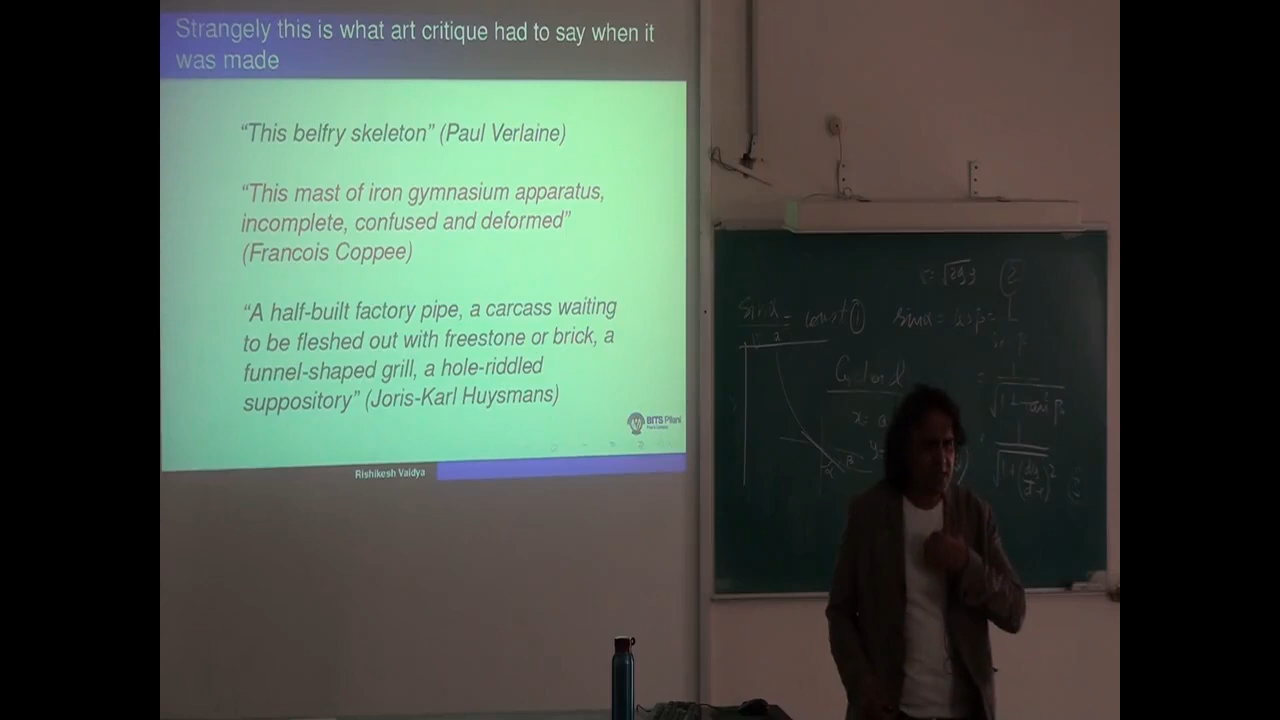 Strangely this is what art critique had to say when it
was made
“This belfry skeleton” (Paul Verlaine)
“This mast of iron gymnasium apparatus,
incomplete, confused and deformed”
(Francois Coppee)
“A half-built factory pipe, a carcass waiting
to be fleshed out with freestone or brick, a
funnel-shaped grill, a hole-riddled
suppository” (Joris-Karl Huysmans)
BITS Pilani
Rishikesh Vaidya
sinα = const ①